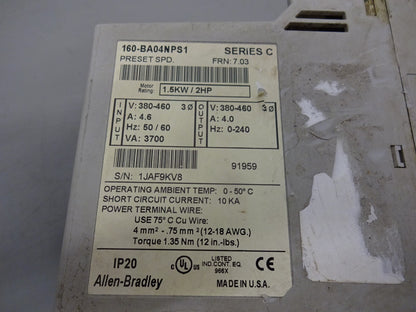 160-BA04NPS1 SERIES C
PRESET SPD. FRN: 7.03
Motor Rating 1.5KW / 2HP
INPUT V: 380-460 3Ø OUTPUT V: 380-460 3Ø
A: 4.6 A: 4.0
Hz: 50 / 60 Hz: 0-240
VA: 3700
91959
S/N: 1JAF9KV8
OPERATING AMBIENT TEMP: 0 - 50° C
SHORT CIRCUIT CURRENT: 10 KA
POWER TERMINAL WIRE:
USE 75° C Cu Wire:
4 mm² - .75 mm² (12-18 AWG.)
Torque 1.35 Nm (12 in.-lbs.)
IP20 C UL US LISTED IND. CONT. EQ. 966X CE
Allen-Bradley MADE IN U.S.A.